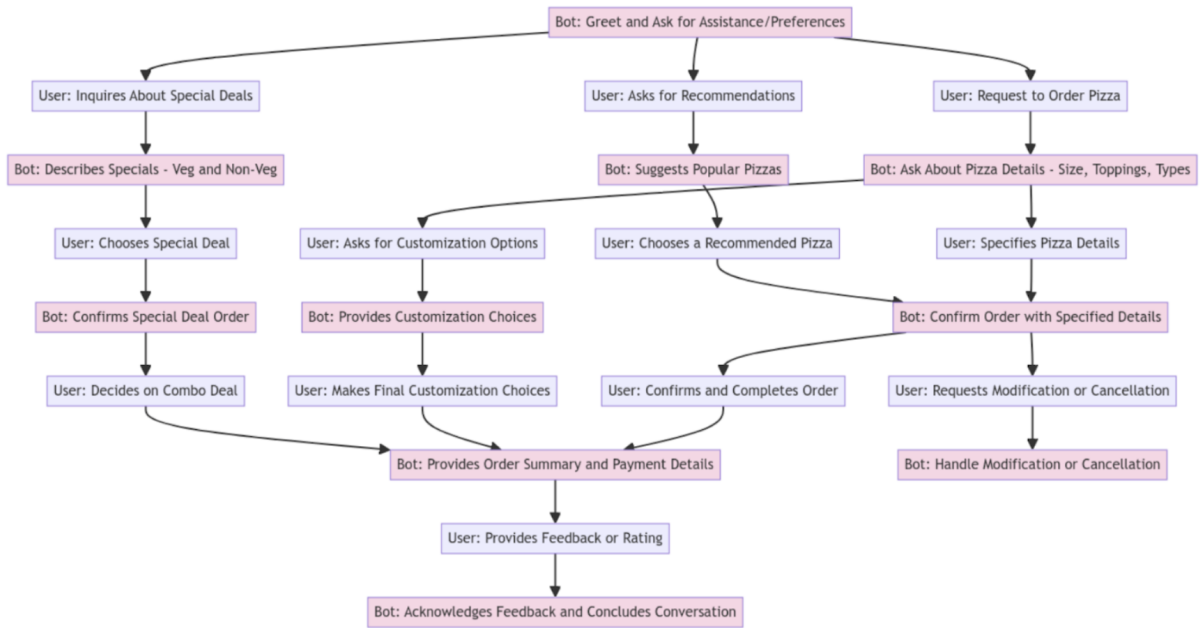 Bot: Greet and Ask for Assistance/Preferences
User: Inquires About Special Deals
User: Asks for Recommendations
User: Request to Order Pizza
Bot: Describes Specials - Veg and Non-Veg
Bot: Suggests Popular Pizzas
Bot: Ask About Pizza Details - Size, Toppings, Types
User: Chooses Special Deal
User: Asks for Customization Options
User: Chooses a Recommended Pizza
User: Specifies Pizza Details
Bot: Confirms Special Deal Order
Bot: Provides Customization Choices
Bot: Confirm Order with Specified Details
User: Decides on Combo Deal
User: Makes Final Customization Choices
User: Confirms and Completes Order
User: Requests Modification or Cancellation
Bot: Provides Order Summary and Payment Details
Bot: Handle Modification or Cancellation
User: Provides Feedback or Rating
Bot: Acknowledges Feedback and Concludes Conversation